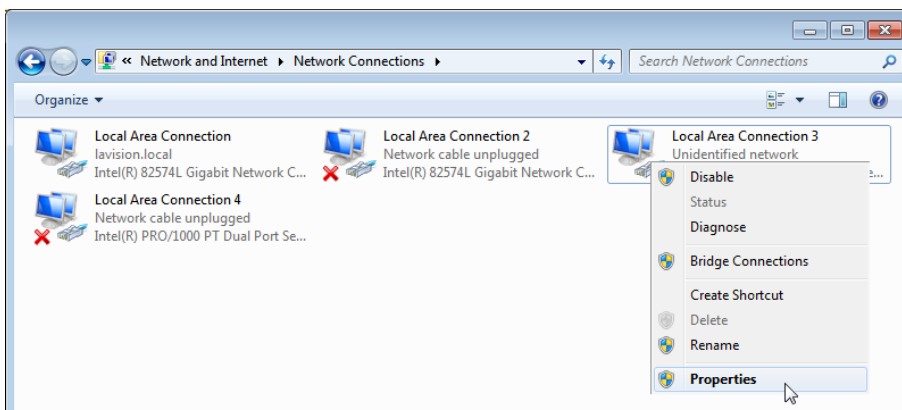 « Network and Internet ▸ Network Connections ▸
Search Network Connections
Organize ▾
Local Area Connection
lavision.local
Intel(R) 82574L Gigabit Network C...
Local Area Connection 2
Network cable unplugged
Intel(R) 82574L Gigabit Network C...
Local Area Connection 3
Unidentified network
e...
Local Area Connection 4
Network cable unplugged
Intel(R) PRO/1000 PT Dual Port Se...
Disable
Status
Diagnose
Bridge Connections
Create Shortcut
Delete
Rename
Properties